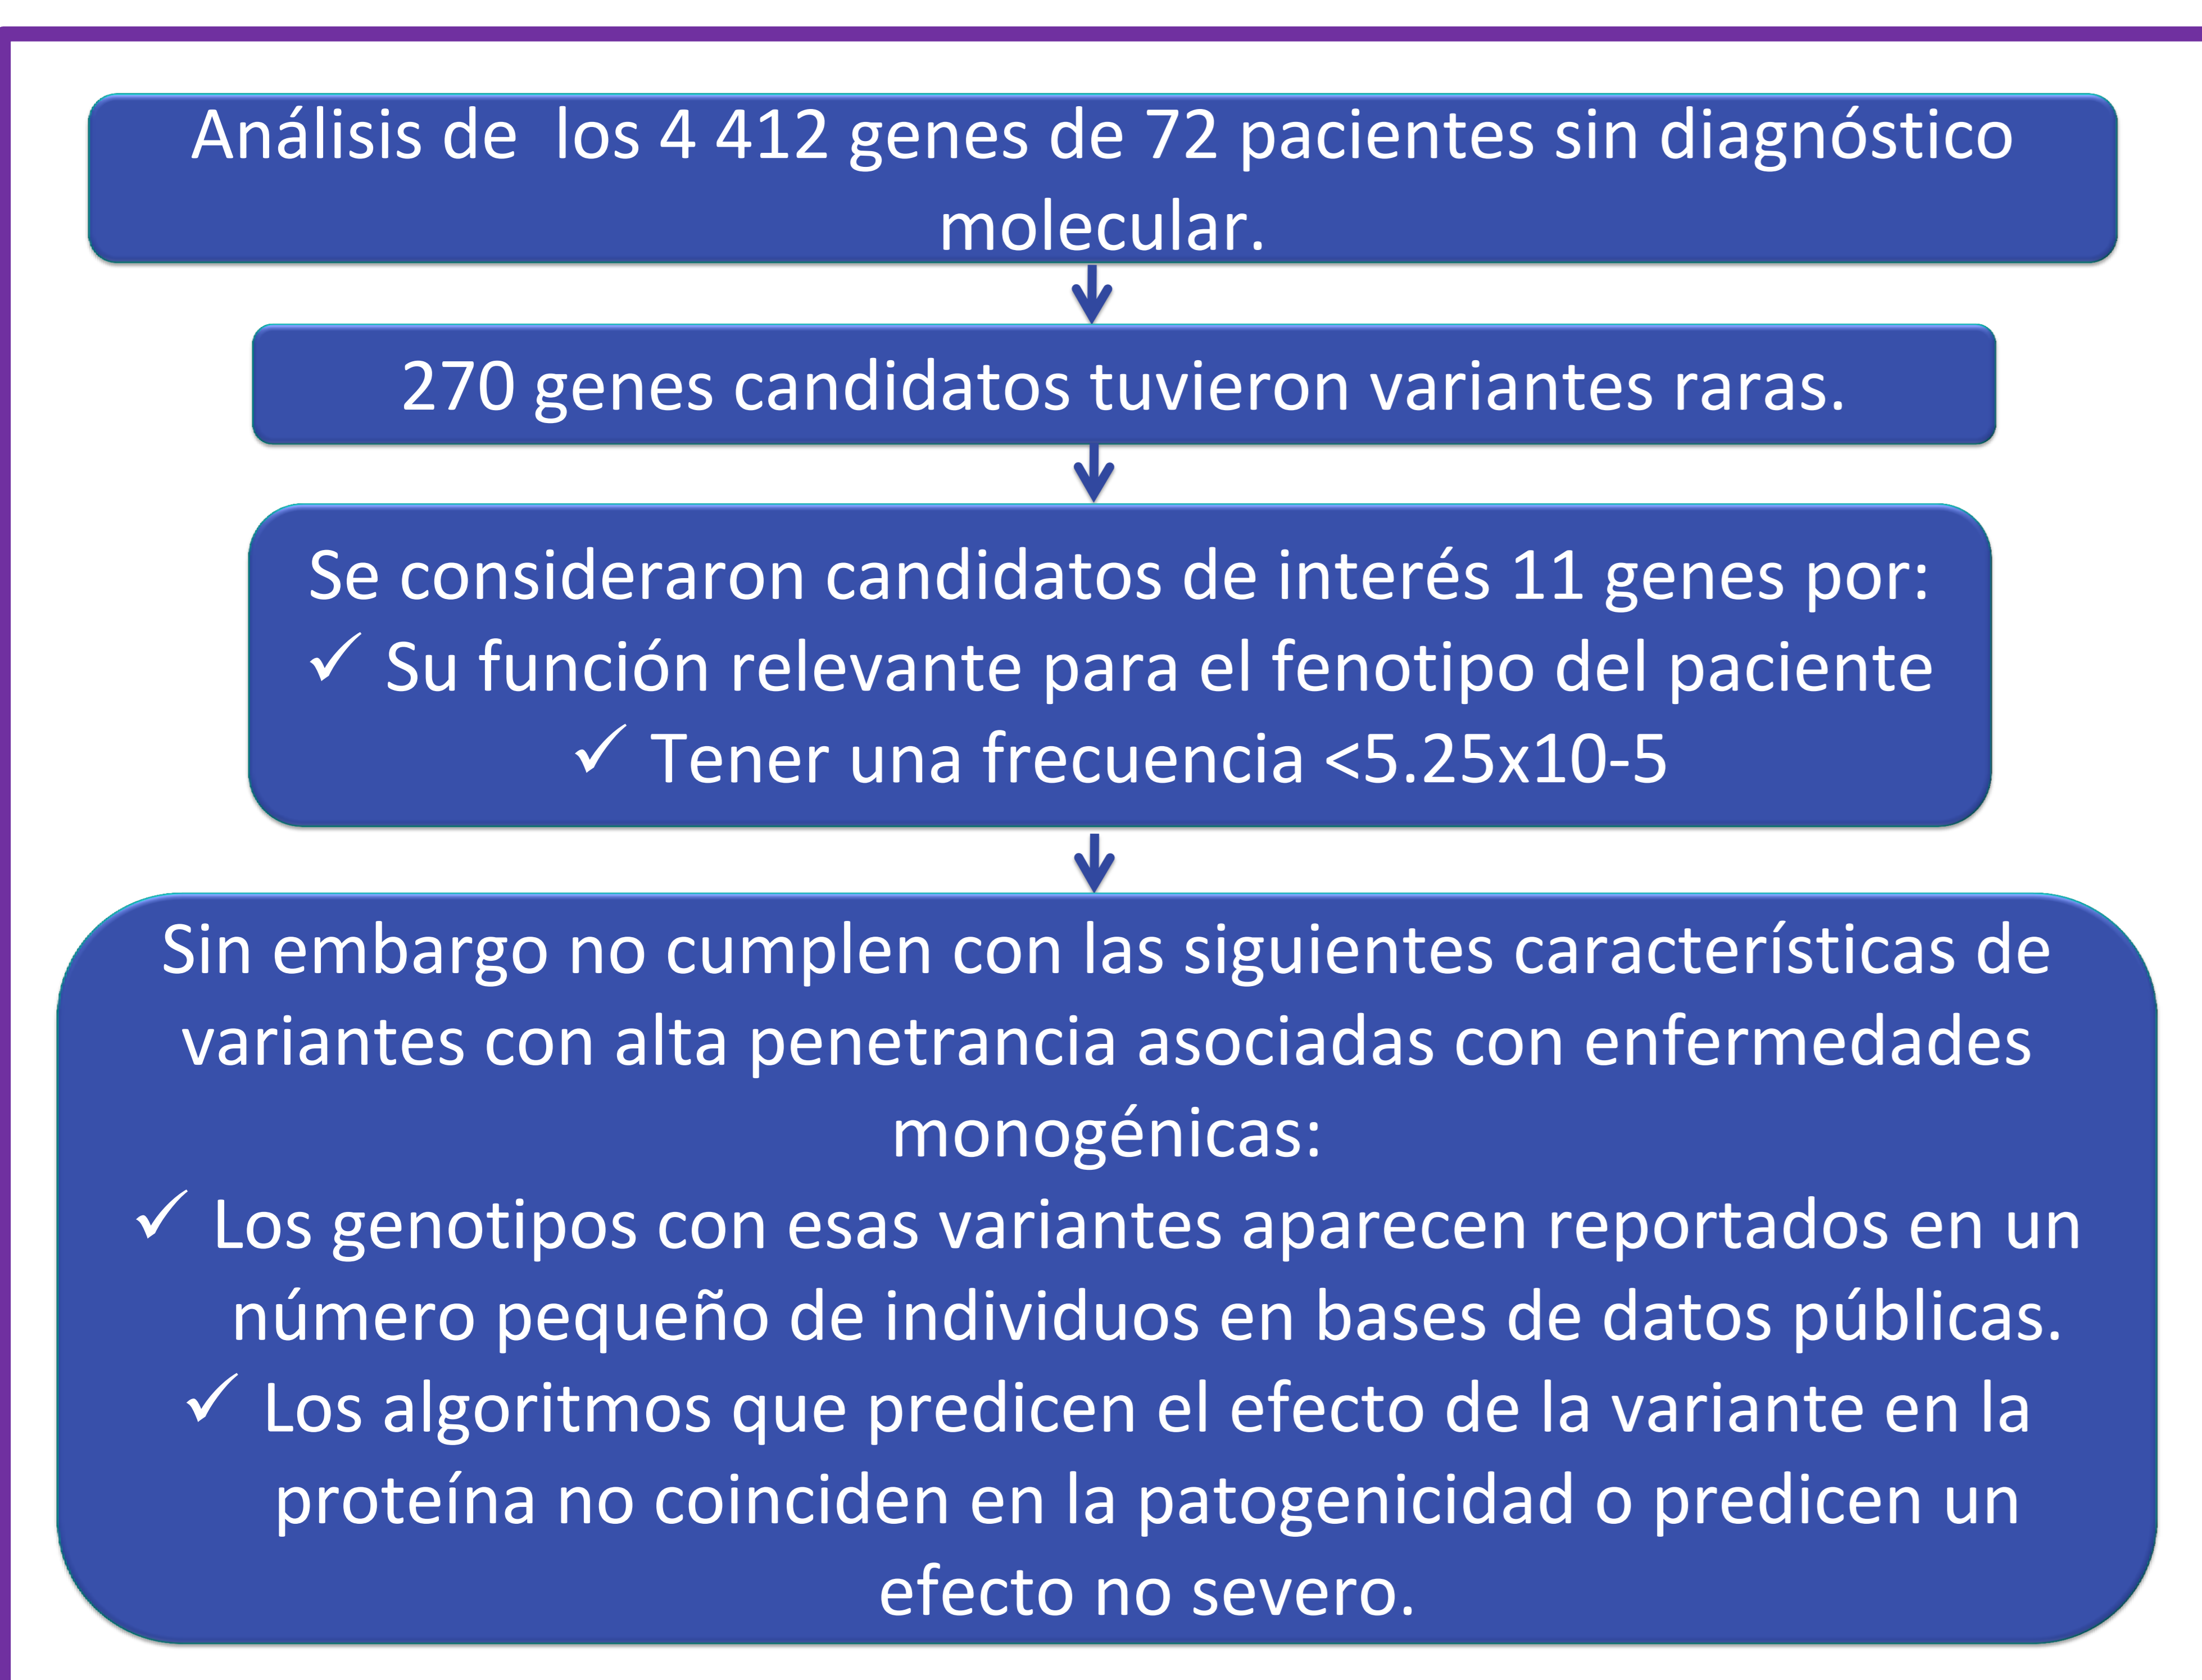 Análisis de  los 4 412 genes de 72 pacientes sin diagnóstico
molecular.
270 genes candidatos tuvieron variantes raras.
Se consideraron candidatos de interés 11 genes por:
✓ Su función relevante para el fenotipo del paciente
✓ Tener una frecuencia <5.25x10-5
Sin embargo no cumplen con las siguientes características de
variantes con alta penetrancia asociadas con enfermedades
monogénicas:
✓ Los genotipos con esas variantes aparecen reportados en un
número pequeño de individuos en bases de datos públicas.
✓ Los algoritmos que predicen el efecto de la variante en la
proteína no coinciden en la patogenicidad o predicen un
efecto no severo.